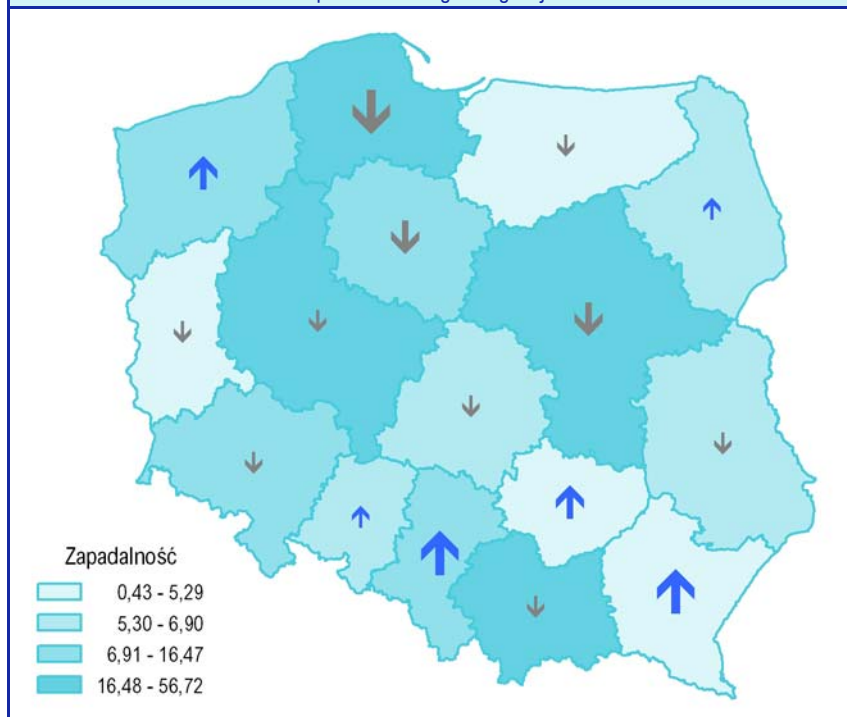 Zapadalność
0,43 - 5,29
5,30 - 6,90
6,91 - 16,47
16,48 - 56,72